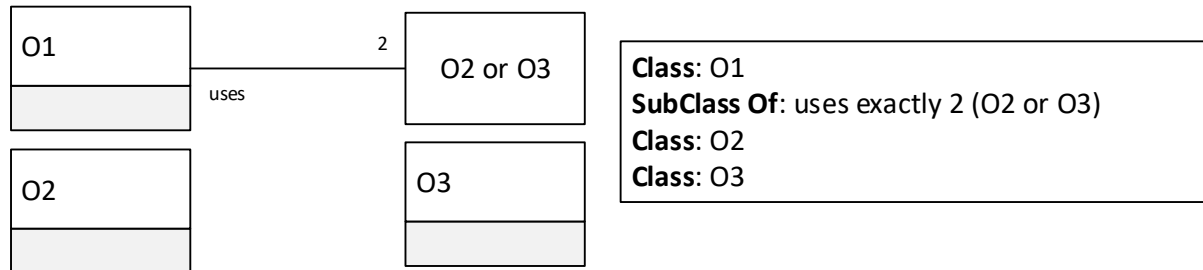 O1
2
O2 or O3
uses
O2
O3
Class: O1
SubClass Of: uses exactly 2 (O2 or O3)
Class: O2
Class: O3